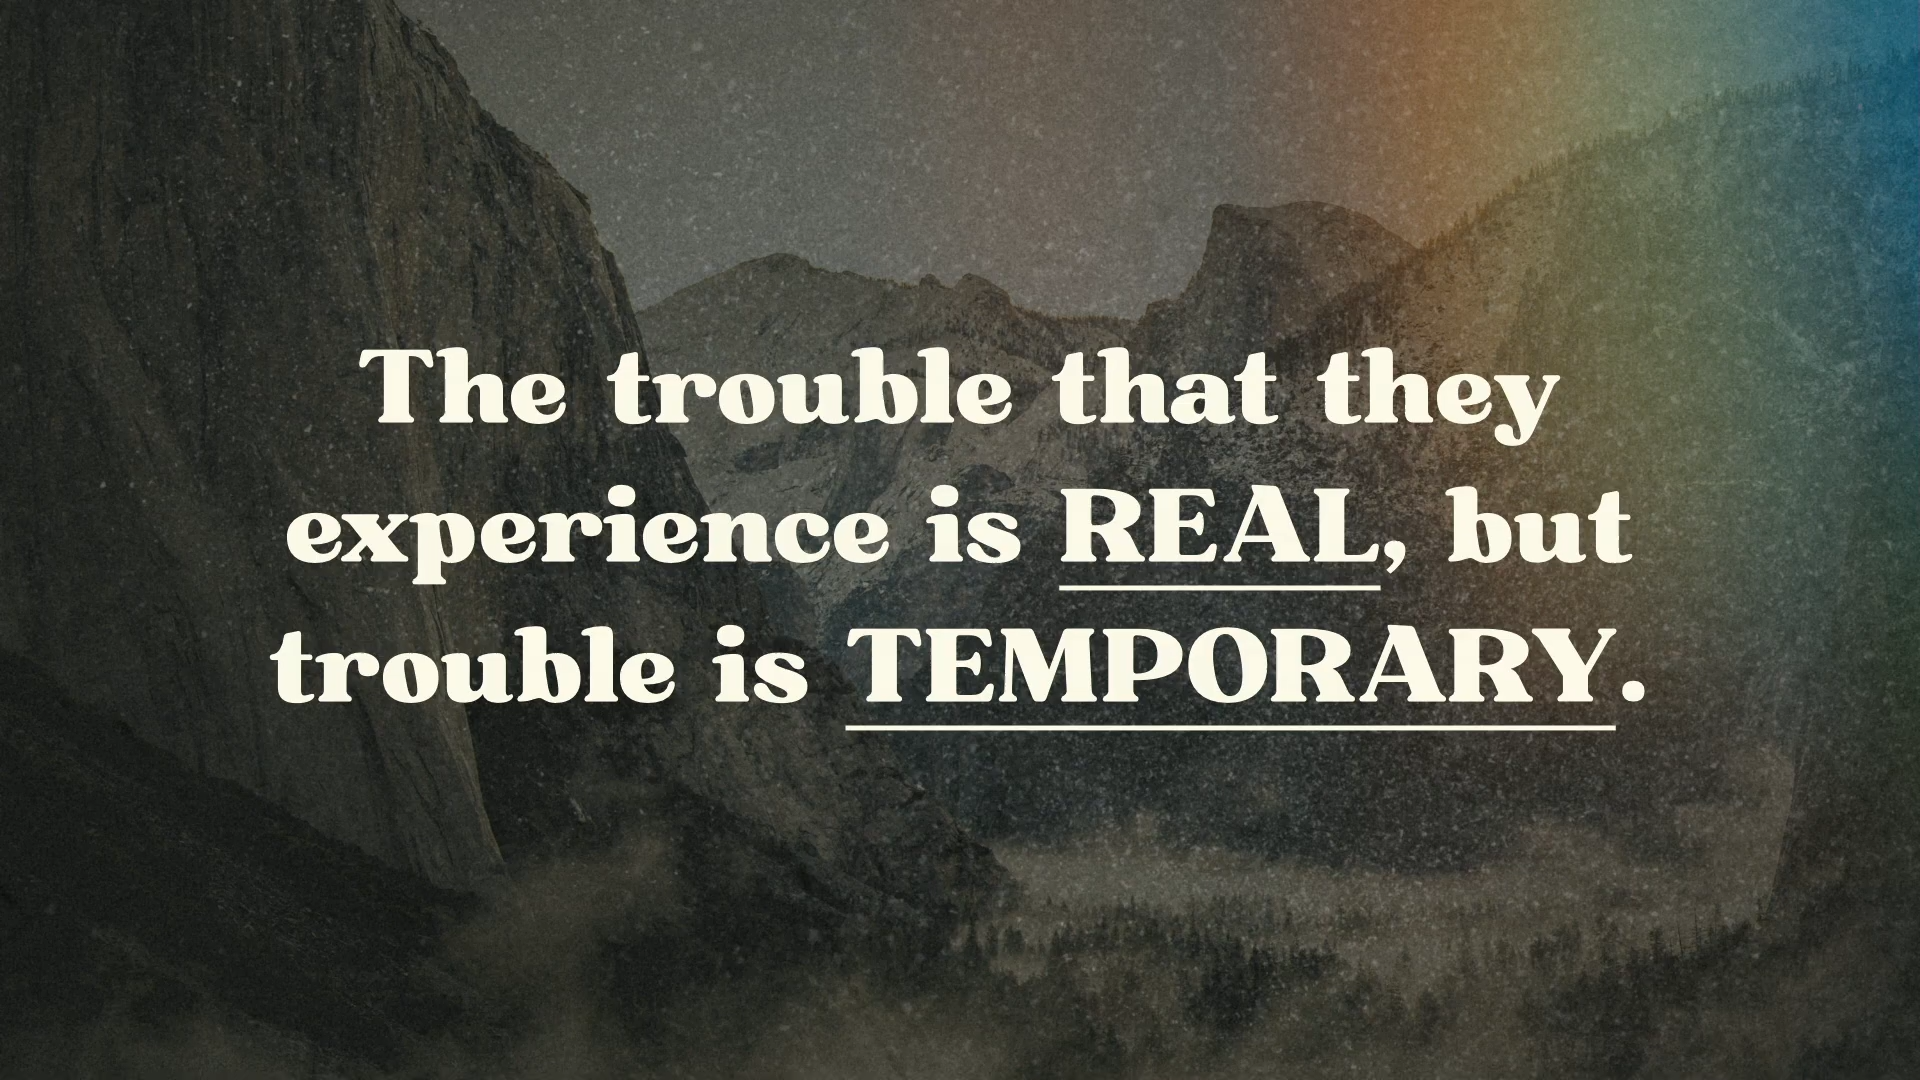 The trouble that they
experience is REAL, but
trouble is TEMPORARY.